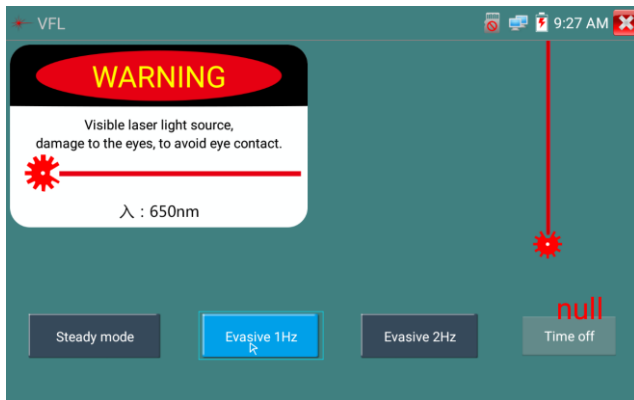 VFL
9:27 AM
WARNING
Visible laser light source,
damage to the eyes, to avoid eye contact.
入 : 650nm
null
Steady mode
Evasive 1Hz
Evasive 2Hz
Time off